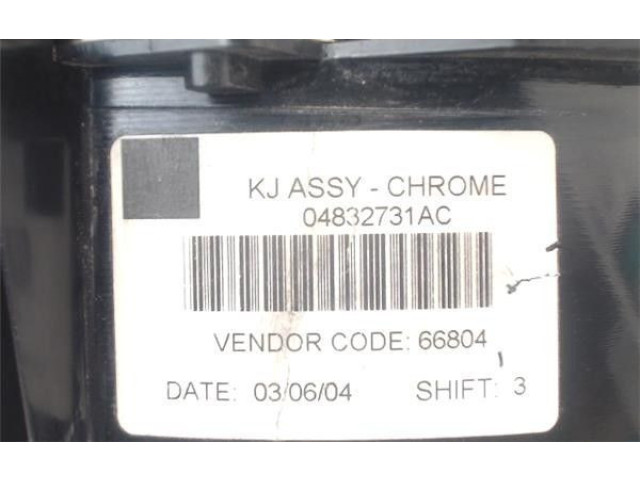 KJ ASSY - CHROME
04832731AC
VENDOR CODE: 66804
DATE: 03/06/04 SHIFT: 3